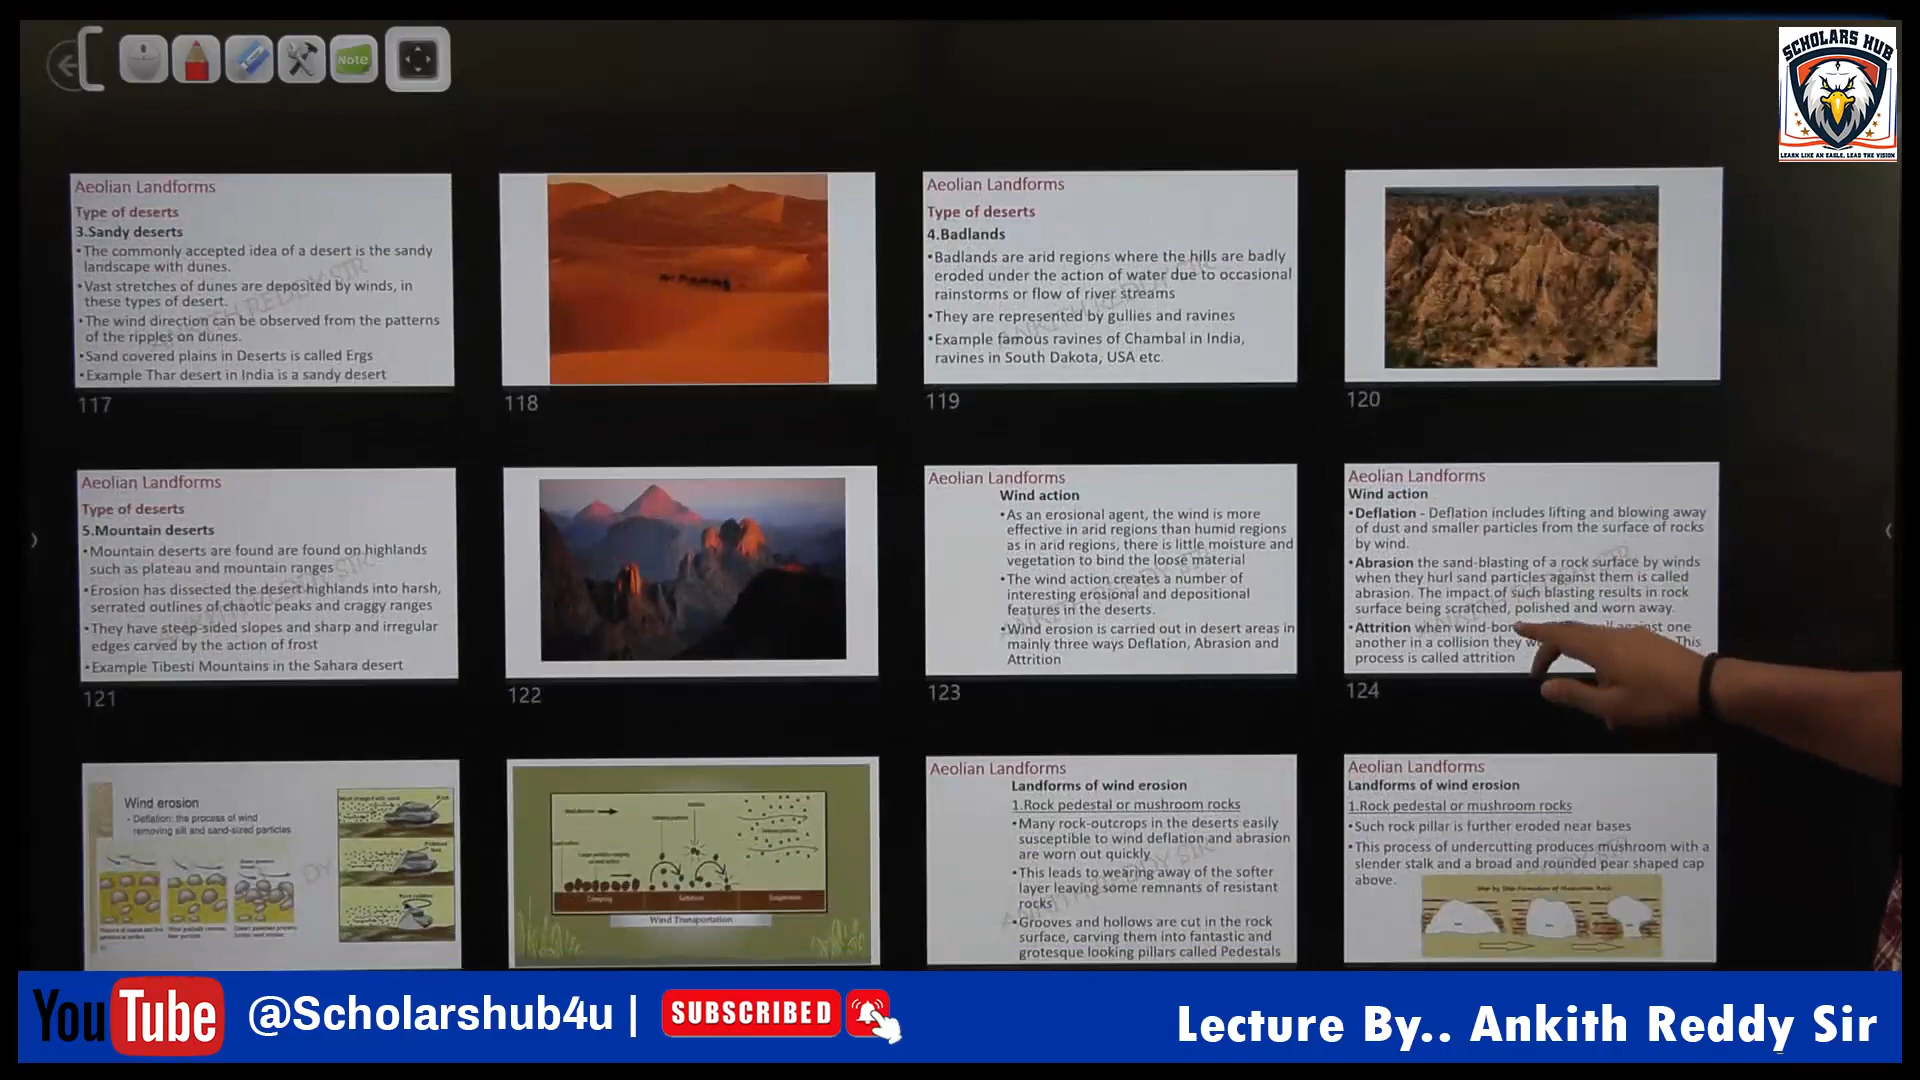 Note
SCHOLARS HUB
LEARN LIKE AN EAGLE, LEAD THE VISION
Aeolian Landforms
Type of deserts
3.Sandy deserts
•The commonly accepted idea of a desert is the sandy
landscape with dunes.
•Vast stretches of dunes are deposited by winds, in
these types of desert.
•The wind direction can be observed from the patterns
of the ripples on dunes.
•Sand covered plains in Deserts is called Ergs
•Example Thar desert in India is a sandy desert
117
118
Aeolian Landforms
Type of deserts
4.Badlands
•Badlands are arid regions where the hills are badly
eroded under the action of water due to occasional
rainstorms or flow of river streams
•They are represented by gullies and ravines
•Example famous ravines of Chambal in India,
ravines in South Dakota, USA etc.
119
120
Aeolian Landforms
Type of deserts
5.Mountain deserts
•Mountain deserts are found are found on highlands
such as plateau and mountain ranges
•Erosion has dissected the desert highlands into harsh,
serrated outlines of chaotic peaks and craggy ranges
•They have steep-sided slopes and sharp and irregular
edges carved by the action of frost
•Example Tibesti Mountains in the Sahara desert
121
122
Aeolian Landforms
Wind action
•As an erosional agent, the wind is more
effective in arid regions than humid regions
as in arid regions, there is little moisture and
vegetation to bind the loose material
•The wind action creates a number of
interesting erosional and depositional
features in the deserts.
•Wind erosion is carried out in desert areas in
mainly three ways Deflation, Abrasion and
Attrition
123
Aeolian Landforms
Wind action
•Deflation - Deflation includes lifting and blowing away
of dust and smaller particles from the surface of rocks
by wind.
•Abrasion the sand-blasting of a rock surface by winds
when they hurl sand particles against them is called
abrasion. The impact of such blasting results in rock
surface being scratched, polished and worn away.
•Attrition when wind-bor against one
another in a collision they This
process is called attrition
124
Wind erosion
• Deflation: the process of wind
removing silt and sand-sized particles
Creeping
Suspension
Wind Transportation
Aeolian Landforms
Landforms of wind erosion
1.Rock pedestal or mushroom rocks
•Many rock-outcrops in the deserts easily
susceptible to wind deflation and abrasion
are worn out quickly
•This leads to wearing away of the softer
layer leaving some remnants of resistant
rocks
•Grooves and hollows are cut in the rock
surface, carving them into fantastic and
grotesque looking pillars called Pedestals
Aeolian Landforms
Landforms of wind erosion
1.Rock pedestal or mushroom rocks
•Such rock pillar is further eroded near bases
•This process of undercutting produces mushroom with a
slender stalk and a broad and rounded pear shaped cap
above.
Step by Step Formation of Mushroom Rock
YouTube @Scholarshub4u | SUBSCRIBED
Lecture By.. Ankith Reddy Sir